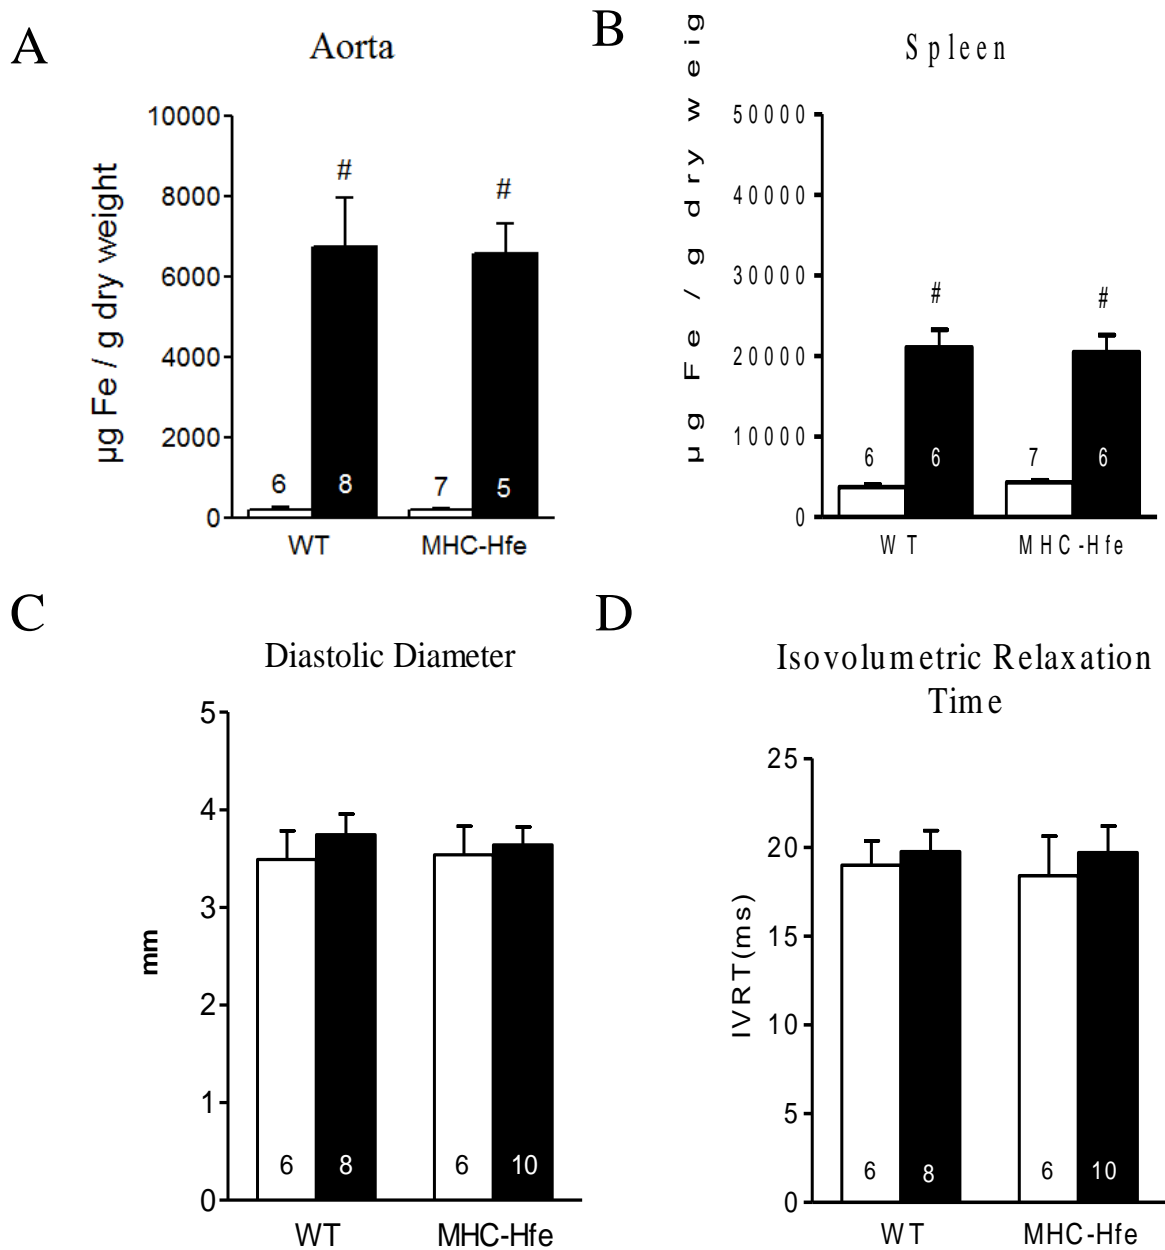 A
Aorta
µg Fe / g dry weight
10000
8000
6000
4000
2000
0
#
#
6
8
7
5
WT
MHC-Hfe
B
Spleen
µg Fe / g dry weig
50000
40000
30000
20000
10000
0
#
#
6
6
7
6
WT
MHC-Hfe
C
Diastolic Diameter
mm
5
4
3
2
1
0
6
8
6
10
WT
MHC-Hfe
D
Isovolumetric Relaxation
Time
IVRT(ms)
25
20
15
10
5
0
6
8
6
10
WT
MHC-Hfe